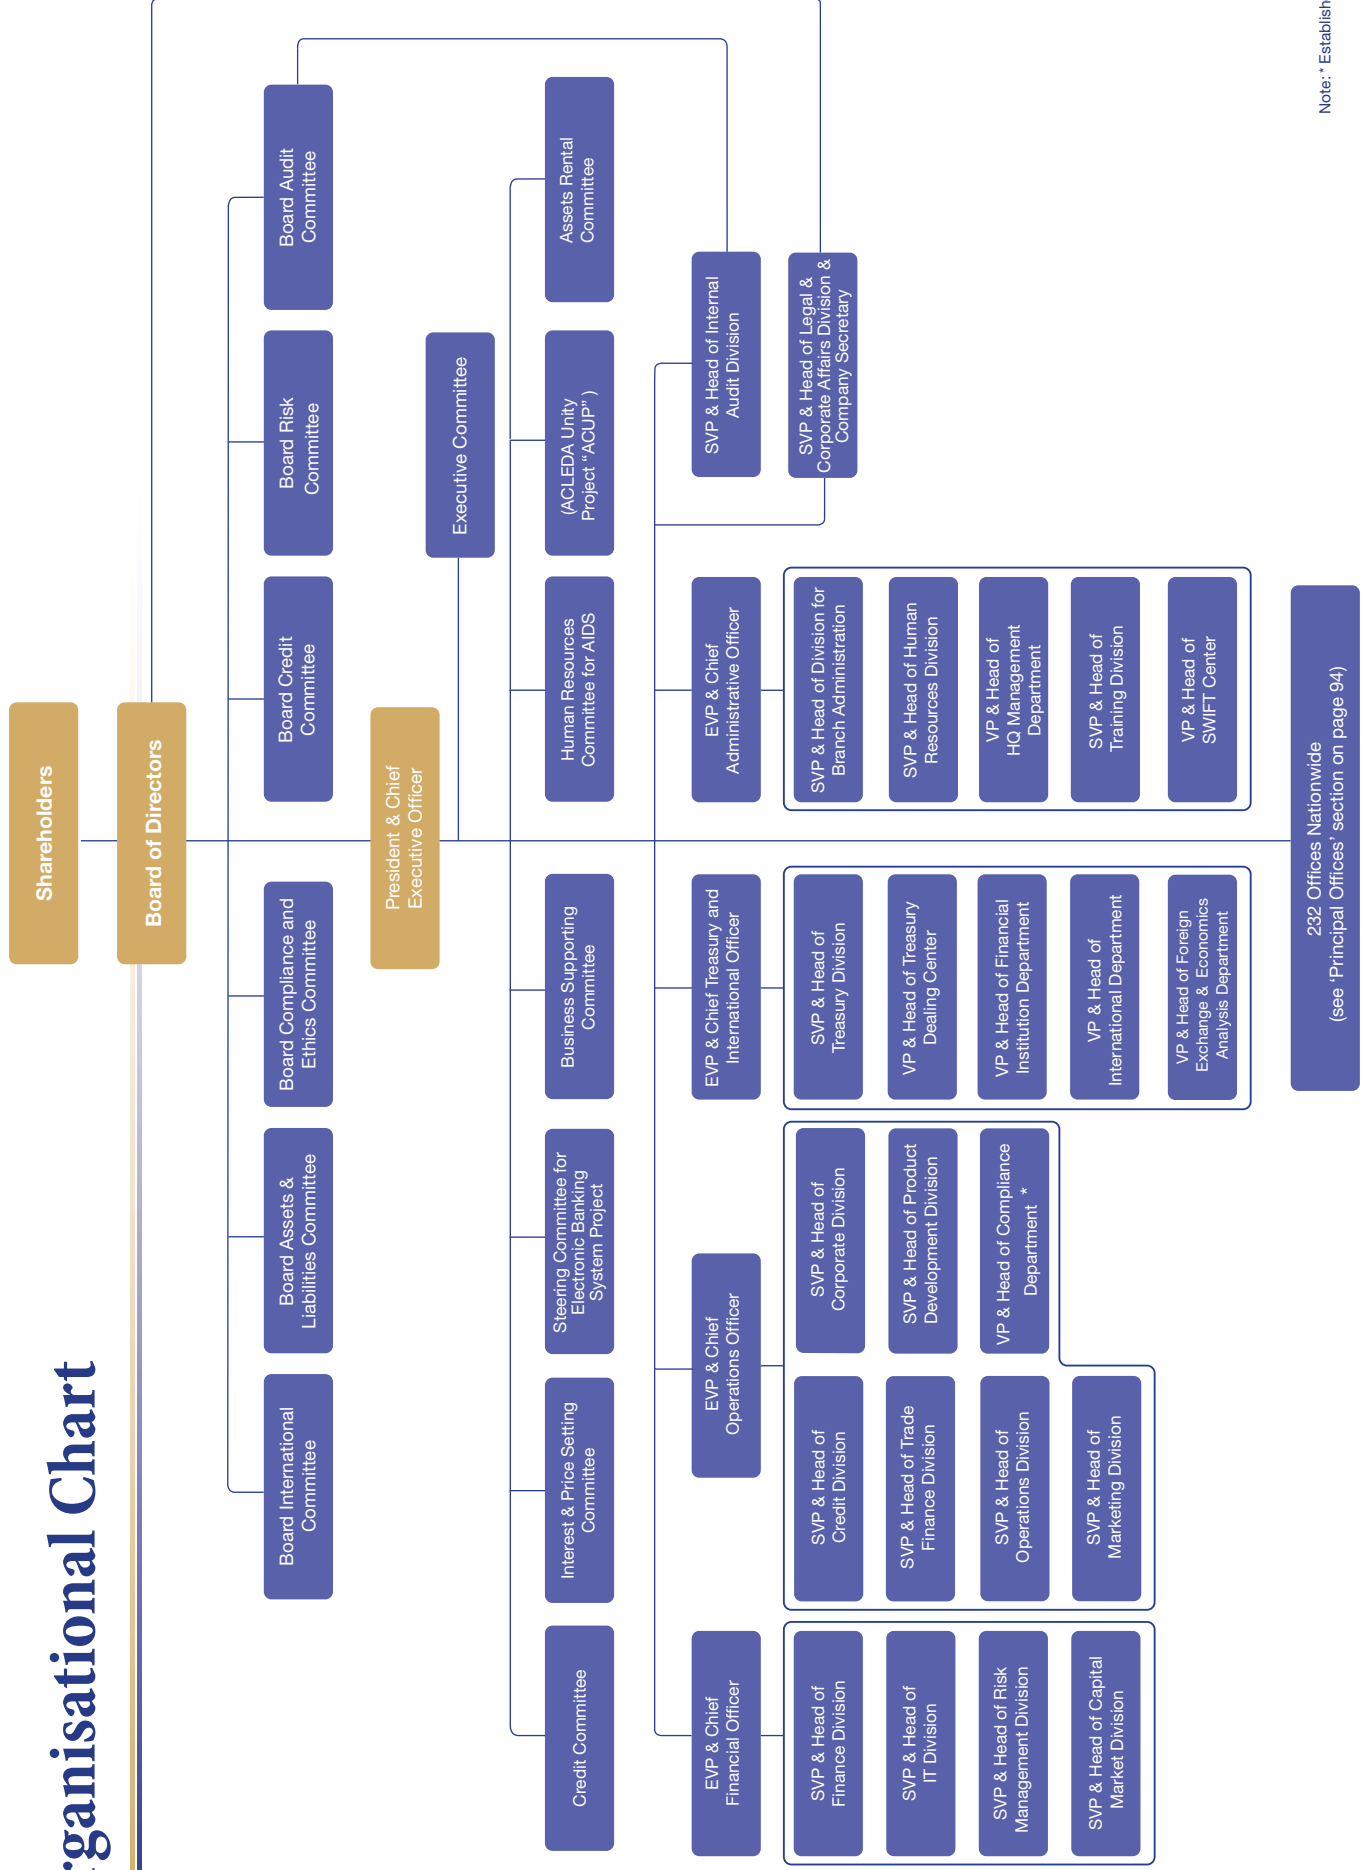 rganisational Chart
Shareholders
Board of Directors
Board International
Committee
Board Assets &
Liabilities Committee
Board Compliance and
Ethics Committee
Board Credit
Committee
Board Risk
Committee
Board Audit
Committee
President & Chief
Executive Officer
Executive Committee
Credit Committee
Interest & Price Setting
Committee
Steering Committee for
Electronic Banking
System Project
Business Supporting
Committee
Human Resources
Committee for AIDS
(ACLEDA Unity
Project “ACUP” )
Assets Rental
Committee
EVP & Chief
Financial Officer
EVP & Chief
Operations Officer
EVP & Chief Treasury and
International Officer
EVP & Chief
Administrative Officer
SVP & Head of Internal
Audit Division
SVP & Head of Legal &
Corporate Affairs Division &
Company Secretary
SVP & Head of
Finance Division
SVP & Head of
IT Division
SVP & Head of Risk
Management Division
SVP & Head of Capital
Market Division
SVP & Head of
Credit Division
SVP & Head of Trade
Finance Division
SVP & Head of
Operations Division
SVP & Head of
Marketing Division
SVP & Head of
Corporate Division
SVP & Head of Product
Development Division
VP & Head of Compliance
Department *
SVP & Head of
Treasury Division
VP & Head of Treasury
Dealing Center
VP & Head of Financial
Institution Department
VP & Head of
International Department
VP & Head of Foreign
Exchange & Economics
Analysis Department
SVP & Head of Division for
Branch Administration
SVP & Head of Human
Resources Division
VP & Head of
HQ Management
Department
SVP & Head of
Training Division
VP & Head of
SWIFT Center
232 Offices Nationwide
(see ‘Principal Offices’ section on page 94)
Note: * Establish